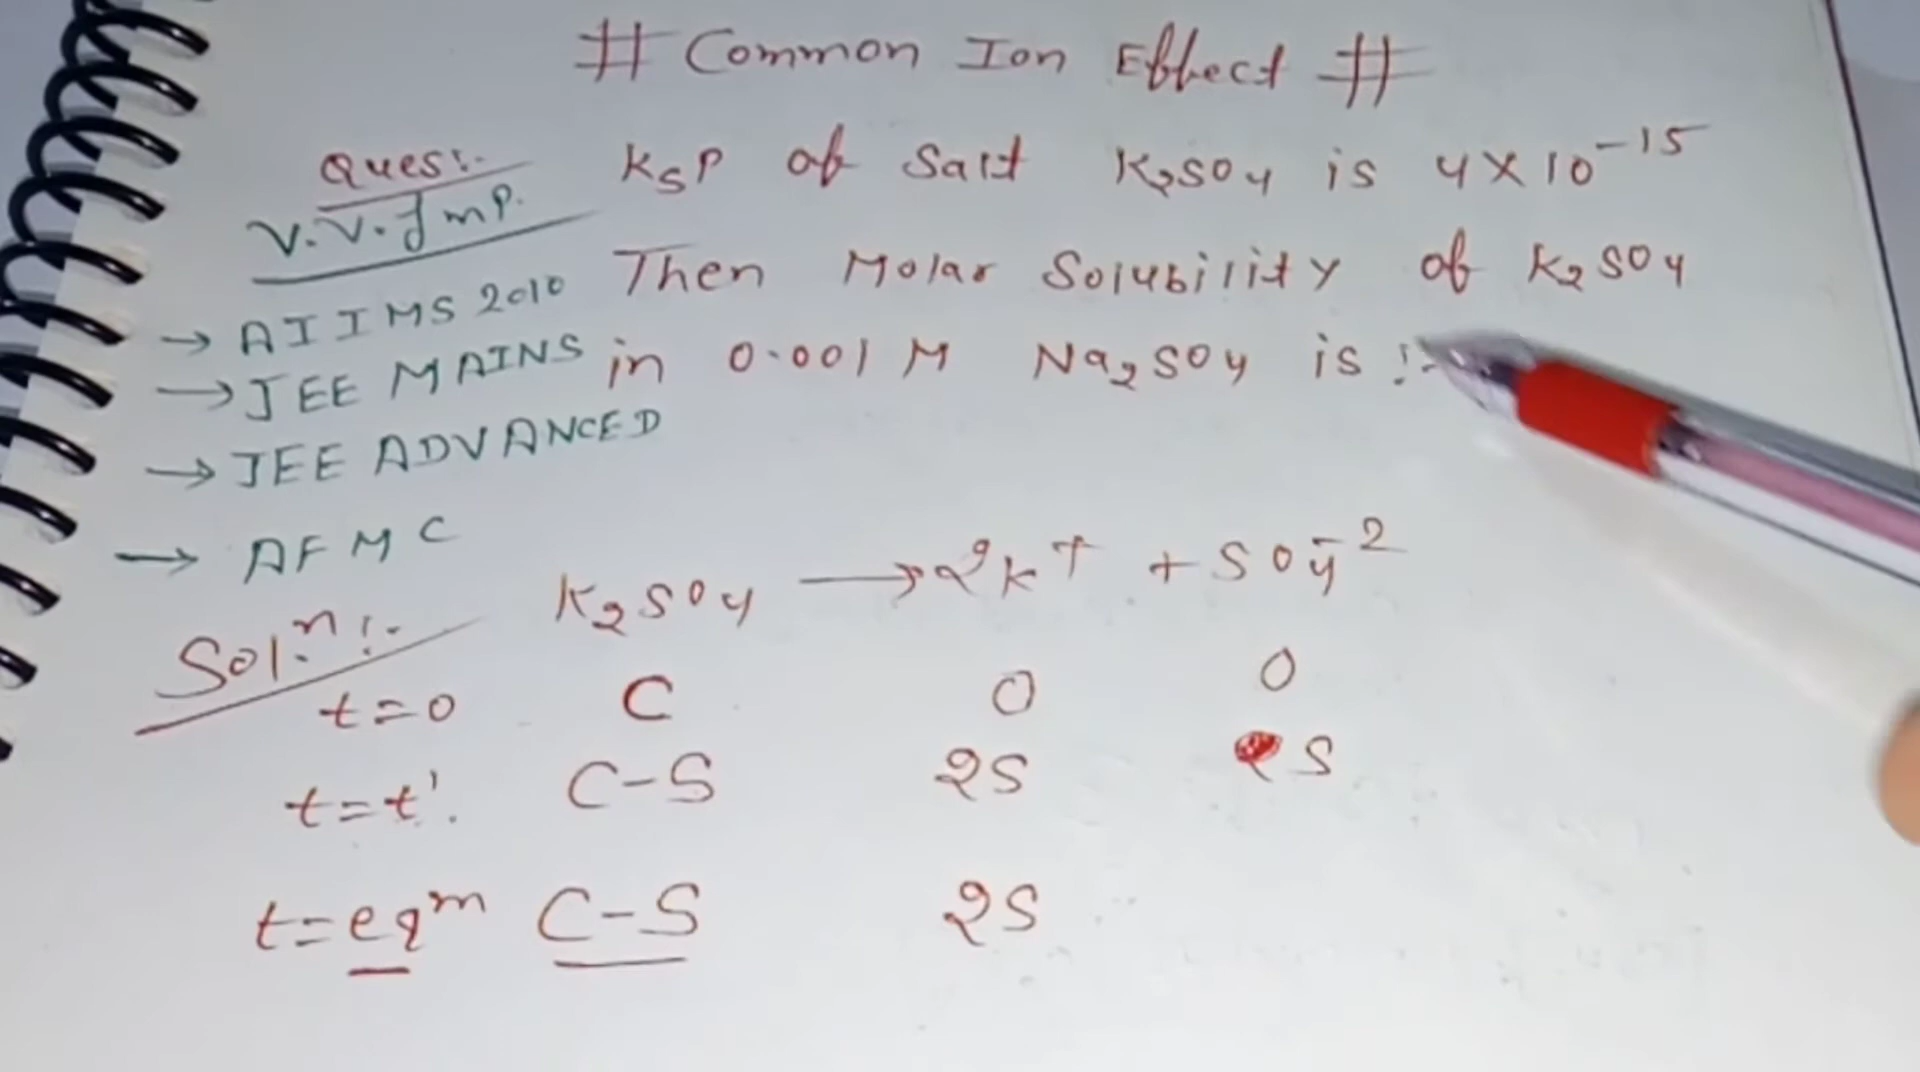 # Common Ion Effect #
Ques:-
V.V.Imp.
→ AIIMS 2010
→ JEE MAINS
→ JEE ADVANCED
→ AFMC
Ksp of Salt K₂SO₄ is 4×10⁻¹⁵
Then Molar Solubility of K₂SO₄
in 0.001 M Na₂SO₄ is :-
Sol.ⁿ:-
K₂SO₄ → 2K⁺ + SO₄⁻²
t=0 C 0 0
t=t'. C-S 2S S
t=eqᵐ C-S 2S